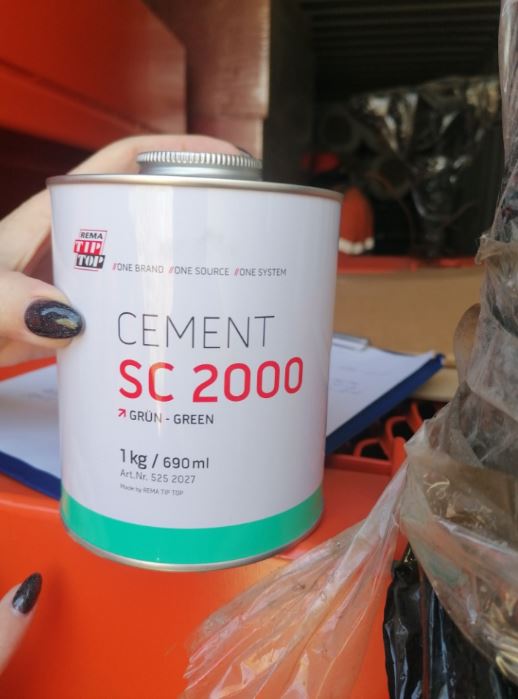 REMA
TIP
TOP
//ONE BRAND //ONE SOURCE //ONE SYSTEM
CEMENT
SC 2000
↗ GRÜN - GREEN
1 kg / 690 ml
Art.Nr. 525 2027
Made by REMA TIP TOP